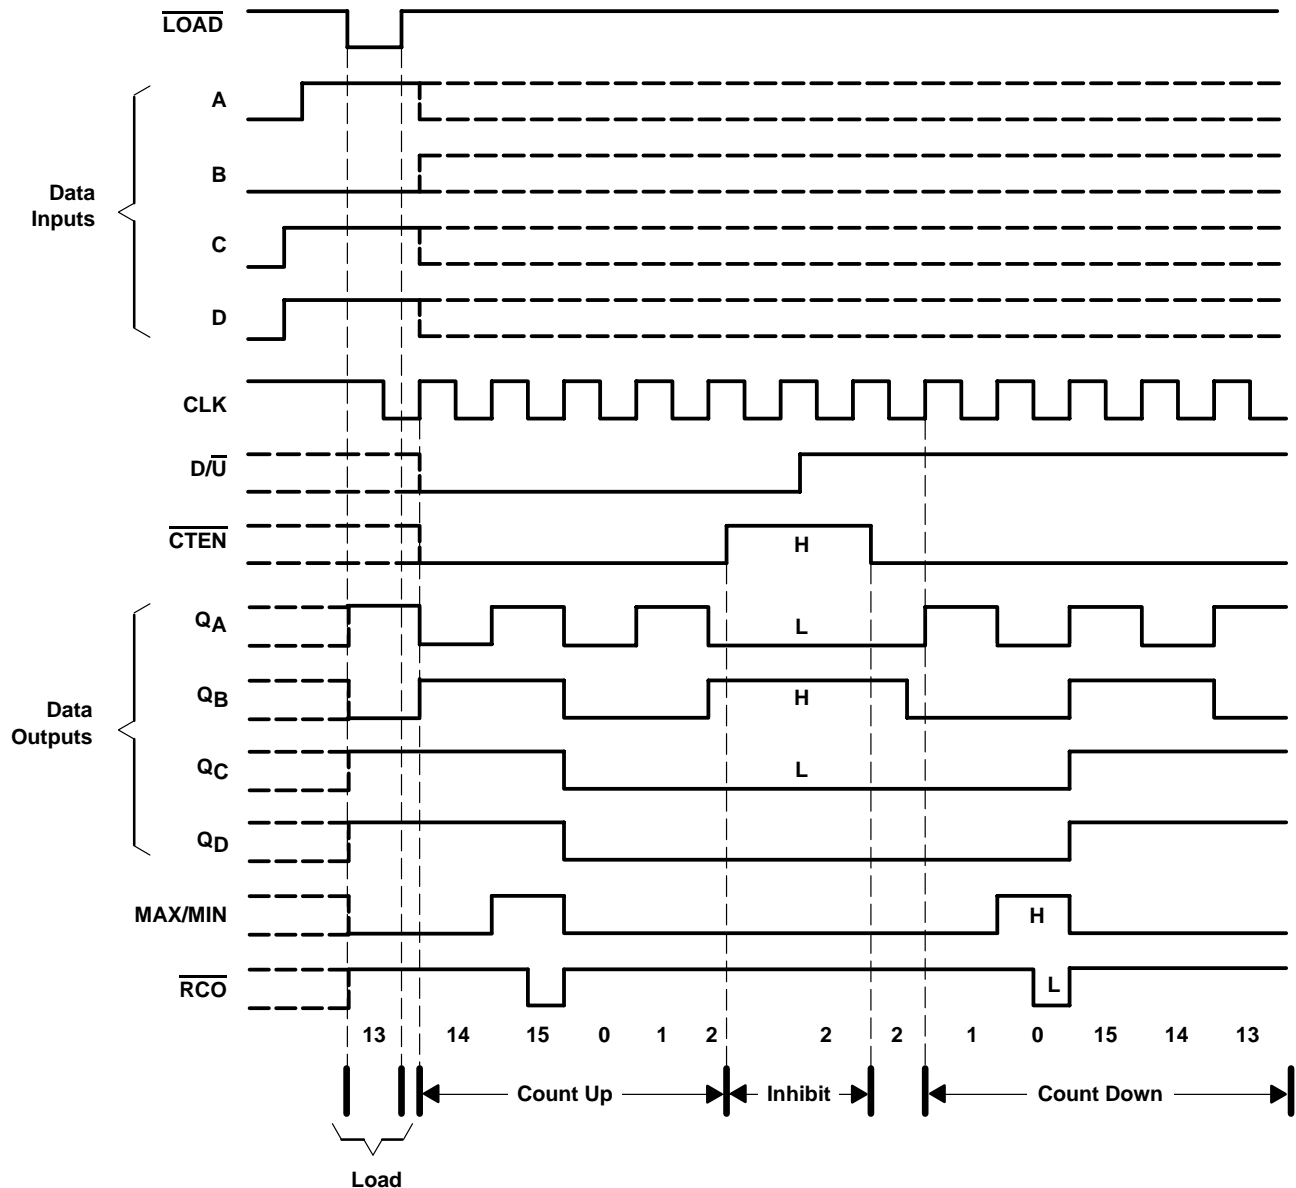 LOAD
A
B
Data
Inputs
C
D
CLK
D/U
CTEN
H
QA
L
QB
H
Data
Outputs
QC
L
QD
MAX/MIN
H
RCO
L
13 14 15 0 1 2 2 2 1 0 15 14 13
Count Up Inhibit Count Down
Load